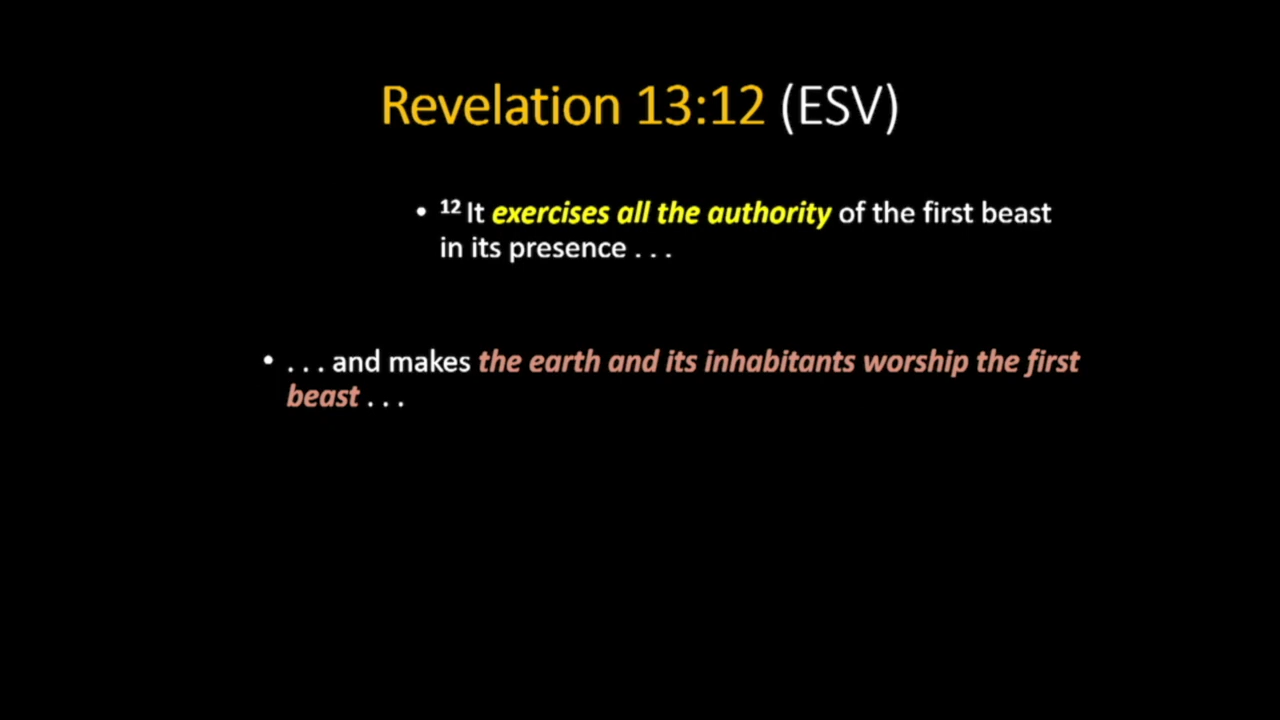 Revelation 13:12 (ESV)
• 12 It exercises all the authority of the first beast
in its presence . . .
• . . . and makes the earth and its inhabitants worship the first
beast . . .